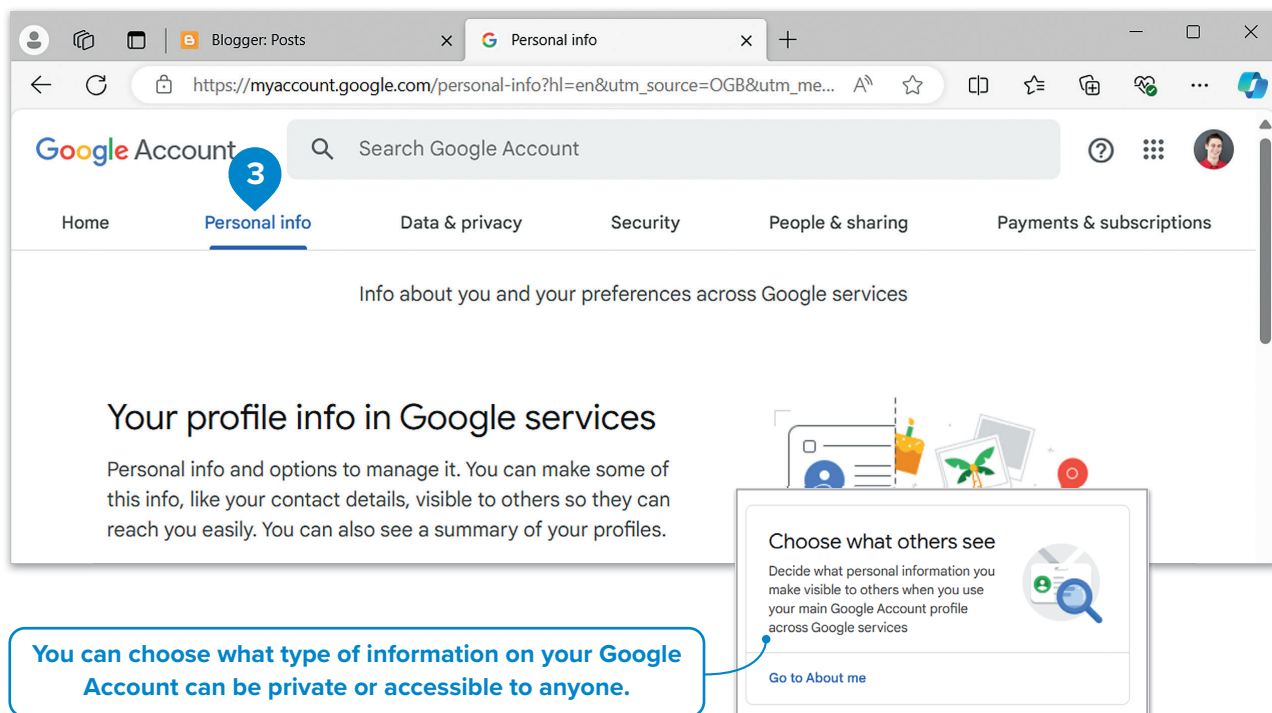 Blogger: Posts
Personal info
https://myaccount.google.com/personal-info?hl=en&utm_source=OGB&utm_me...
Google Account
Search Google Account
3
Home Personal info Data & privacy Security People & sharing Payments & subscriptions
Info about you and your preferences across Google services
Your profile info in Google services
Personal info and options to manage it. You can make some of
this info, like your contact details, visible to others so they can
reach you easily. You can also see a summary of your profiles.
Choose what others see
Decide what personal information you
make visible to others when you use
your main Google Account profile
across Google services
Go to About me
You can choose what type of information on your Google
Account can be private or accessible to anyone.